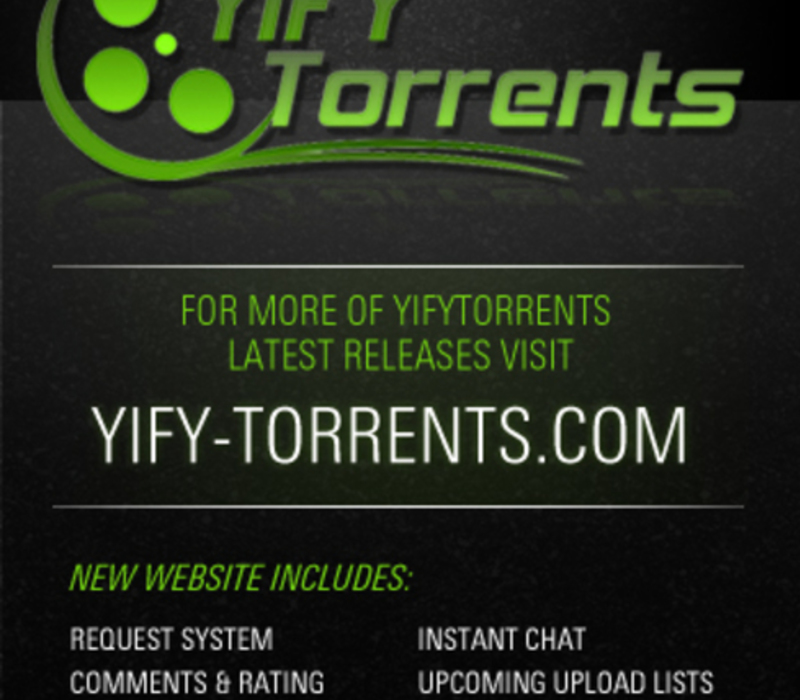 YIFY
Torrents
FOR MORE OF YIFYTORRENTS
LATEST RELEASES VISIT
YIFY-TORRENTS.COM
NEW WEBSITE INCLUDES:
REQUEST SYSTEM INSTANT CHAT
COMMENTS & RATING UPCOMING UPLOAD LISTS